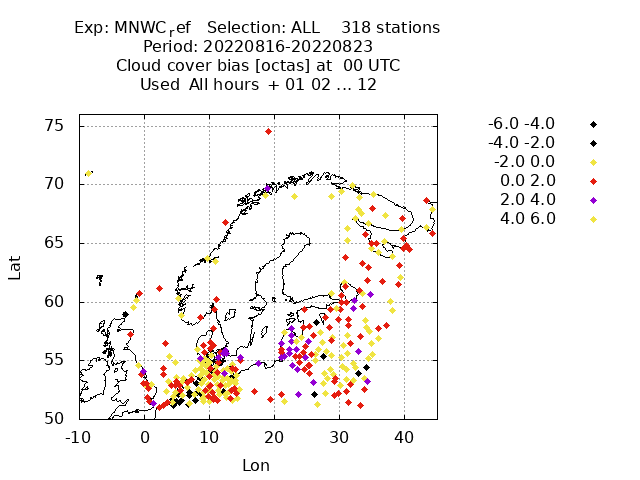 Exp: MNWCref Selection: ALL 318 stations
Period: 20220816-20220823
Cloud cover bias [octas] at 00 UTC
Used All hours + 01 02 ... 12
75
70
65
60
55
50
-10 0 10 20 30 40
Lat
Lon
-6.0 -4.0
-4.0 -2.0
-2.0 0.0
0.0 2.0
2.0 4.0
4.0 6.0